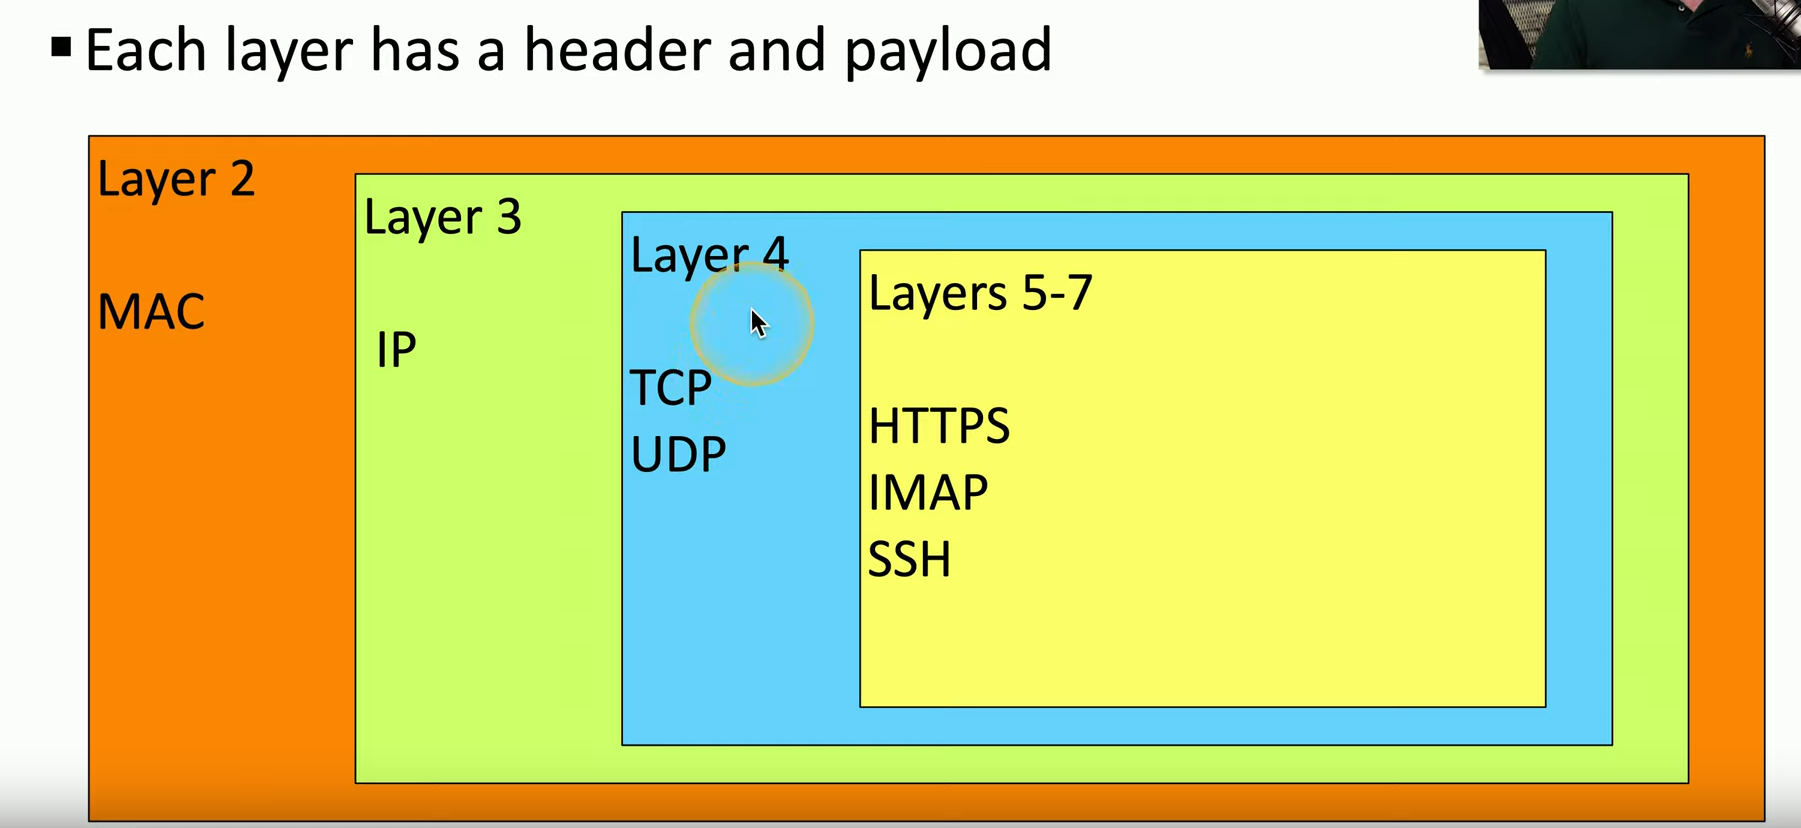 ▪ Each layer has a header and payload
Layer 2
MAC
Layer 3
IP
Layer 4
TCP
UDP
Layers 5-7
HTTPS
IMAP
SSH